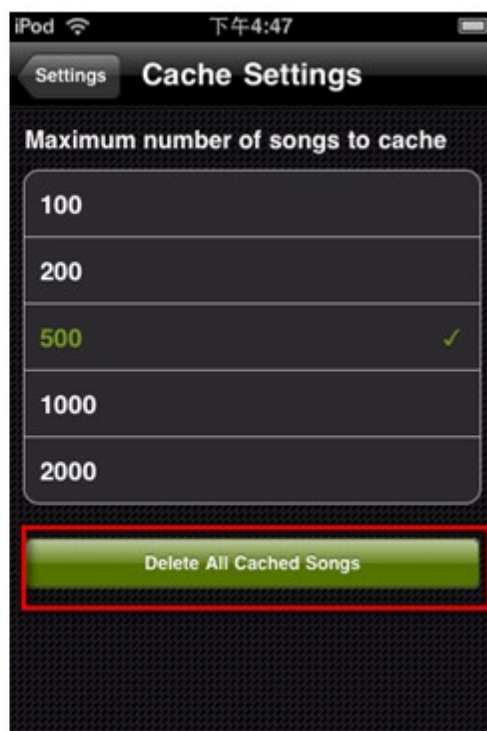 iPod 下午4:47
Settings Cache Settings
Maximum number of songs to cache
100
200
500 ✓
1000
2000
Delete All Cached Songs